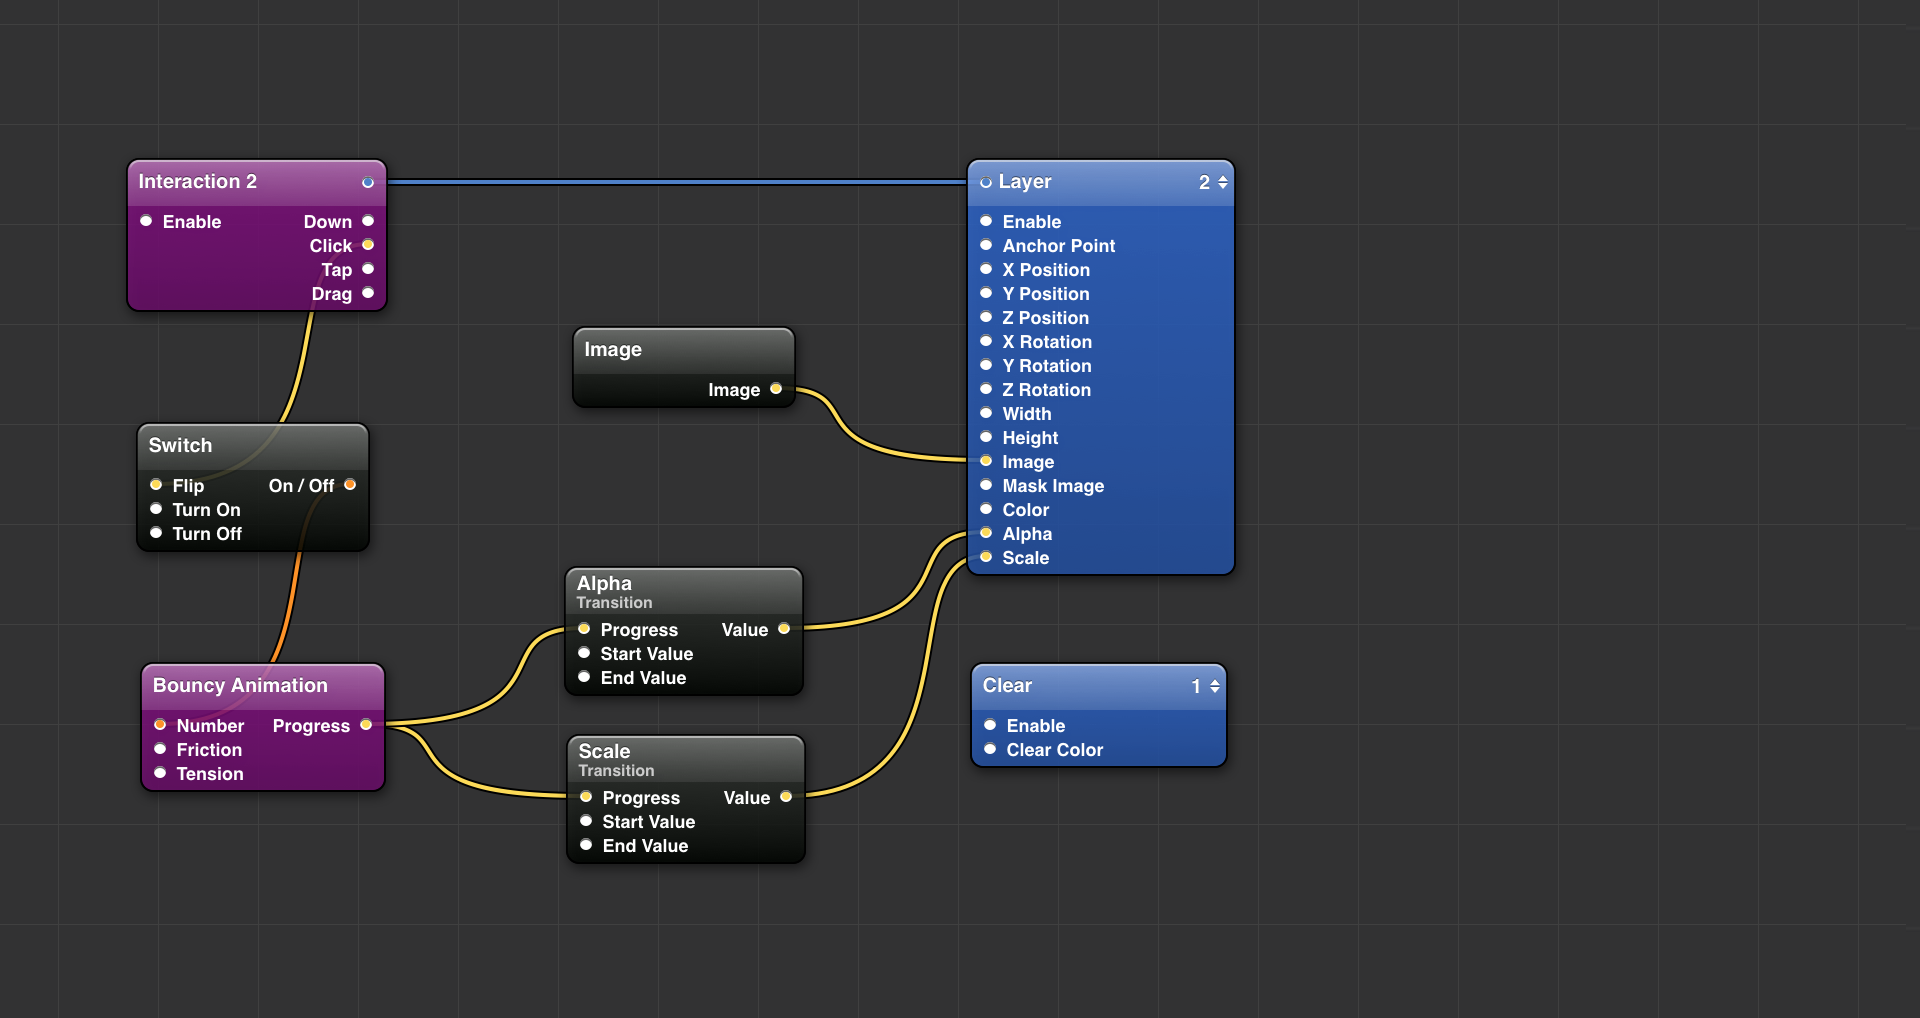 Interaction 2
Enable Down
Click
Tap
Drag
Switch
Flip On / Off
Turn On
Turn Off
Bouncy Animation
Number Progress
Friction
Tension
Image
Image
Alpha
Transition
Progress Value
Start Value
End Value
Scale
Transition
Progress Value
Start Value
End Value
Layer 2
Enable
Anchor Point
X Position
Y Position
Z Position
X Rotation
Y Rotation
Z Rotation
Width
Height
Image
Mask Image
Color
Alpha
Scale
Clear 1
Enable
Clear Color